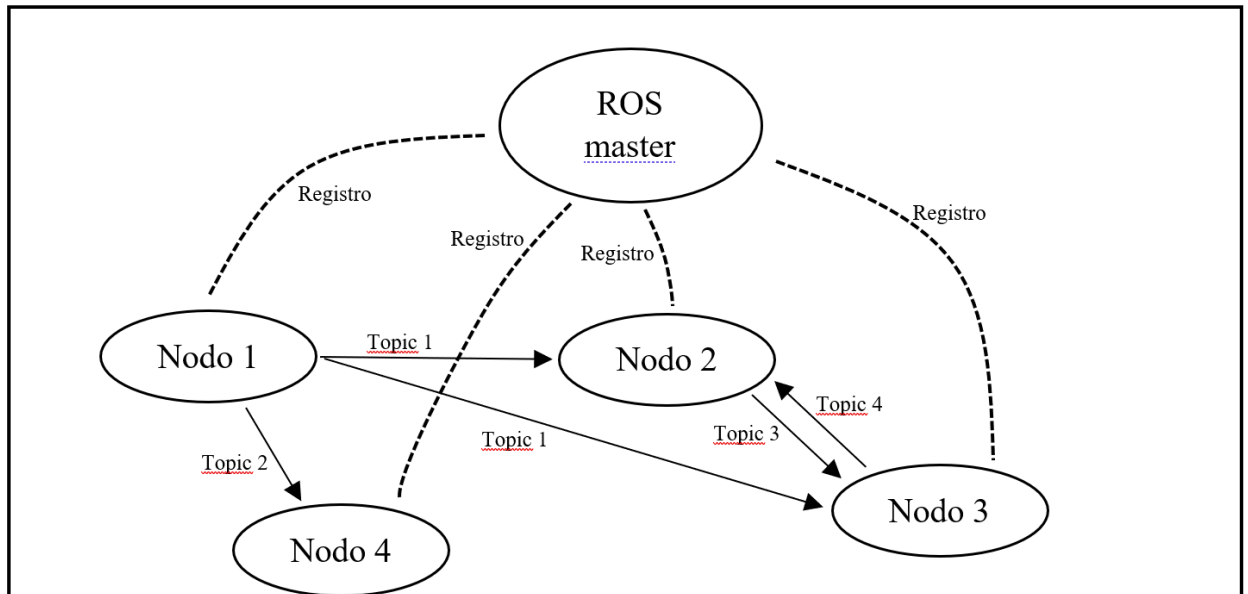 ROS
master
Registro
Registro
Registro
Registro
Nodo 1
Topic 1
Nodo 2
Topic 4
Topic 3
Topic 1
Topic 2
Nodo 3
Nodo 4